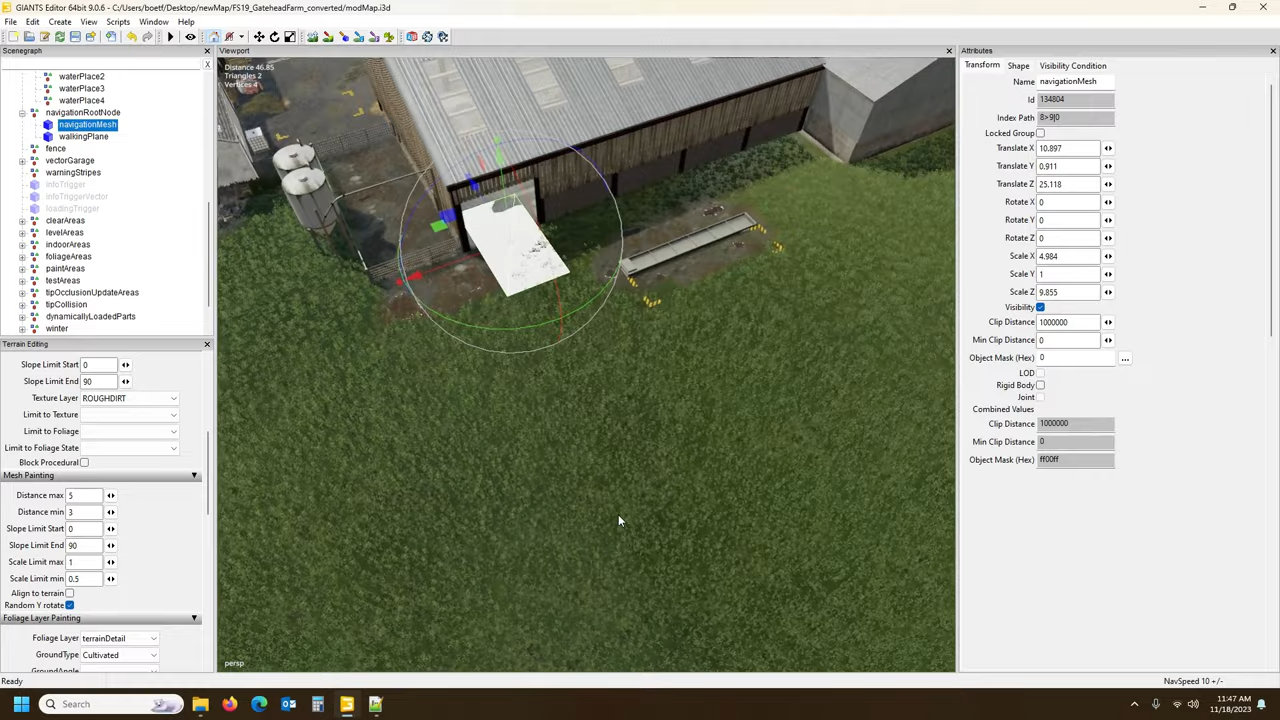 GIANTS Editor 64bit v9.0.6 - C:/Users/boetf/Desktop/newMap/FS19_GateheadFarm_converted/modMap.i3d
File Edit Create View Scripts Window Help
Scenegraph
X
waterPlace2
waterPlace3
waterPlace4
navigationRootNode
navigationMesh
walkingPlane
fence
vectorGarage
warningStripes
infoTrigger
infoTriggerVector
loadingTrigger
clearAreas
levelAreas
indoorAreas
foliageAreas
paintAreas
testAreas
tipOcclusionUpdateAreas
tipCollision
dynamicallyLoadedParts
winter
Terrain Editing
Slope Limit Start 0
Slope Limit End 90
Texture Layer ROUGHDIRT
Limit to Texture
Limit to Foliage
Limit to Foliage State
Block Procedural
Mesh Painting
Distance max 5
Distance min 3
Slope Limit Start 0
Slope Limit End 90
Scale Limit max 1
Scale Limit min 0.5
Align to terrain
Random Y rotate
Foliage Layer Painting
Foliage Layer terrainDetail
GroundType Cultivated
GroundAngle
Viewport
Distance 46.85
Triangles 2
Vertices 4
persp
Attributes
Transform Shape Visibility Condition
Name navigationMesh
Id 134804
Index Path 8>9|0
Locked Group
Translate X 10.897
Translate Y 0.911
Translate Z 25.118
Rotate X 0
Rotate Y 0
Rotate Z 0
Scale X 4.984
Scale Y 1
Scale Z 9.855
Visibility
Clip Distance 1000000
Min Clip Distance 0
Object Mask (Hex) 0 ...
LOD
Rigid Body
Joint
Combined Values
Clip Distance 1000000
Min Clip Distance 0
Object Mask (Hex) ff00ff
Ready NavSpeed 10 +/-
Search
11:47 AM
11/18/2023